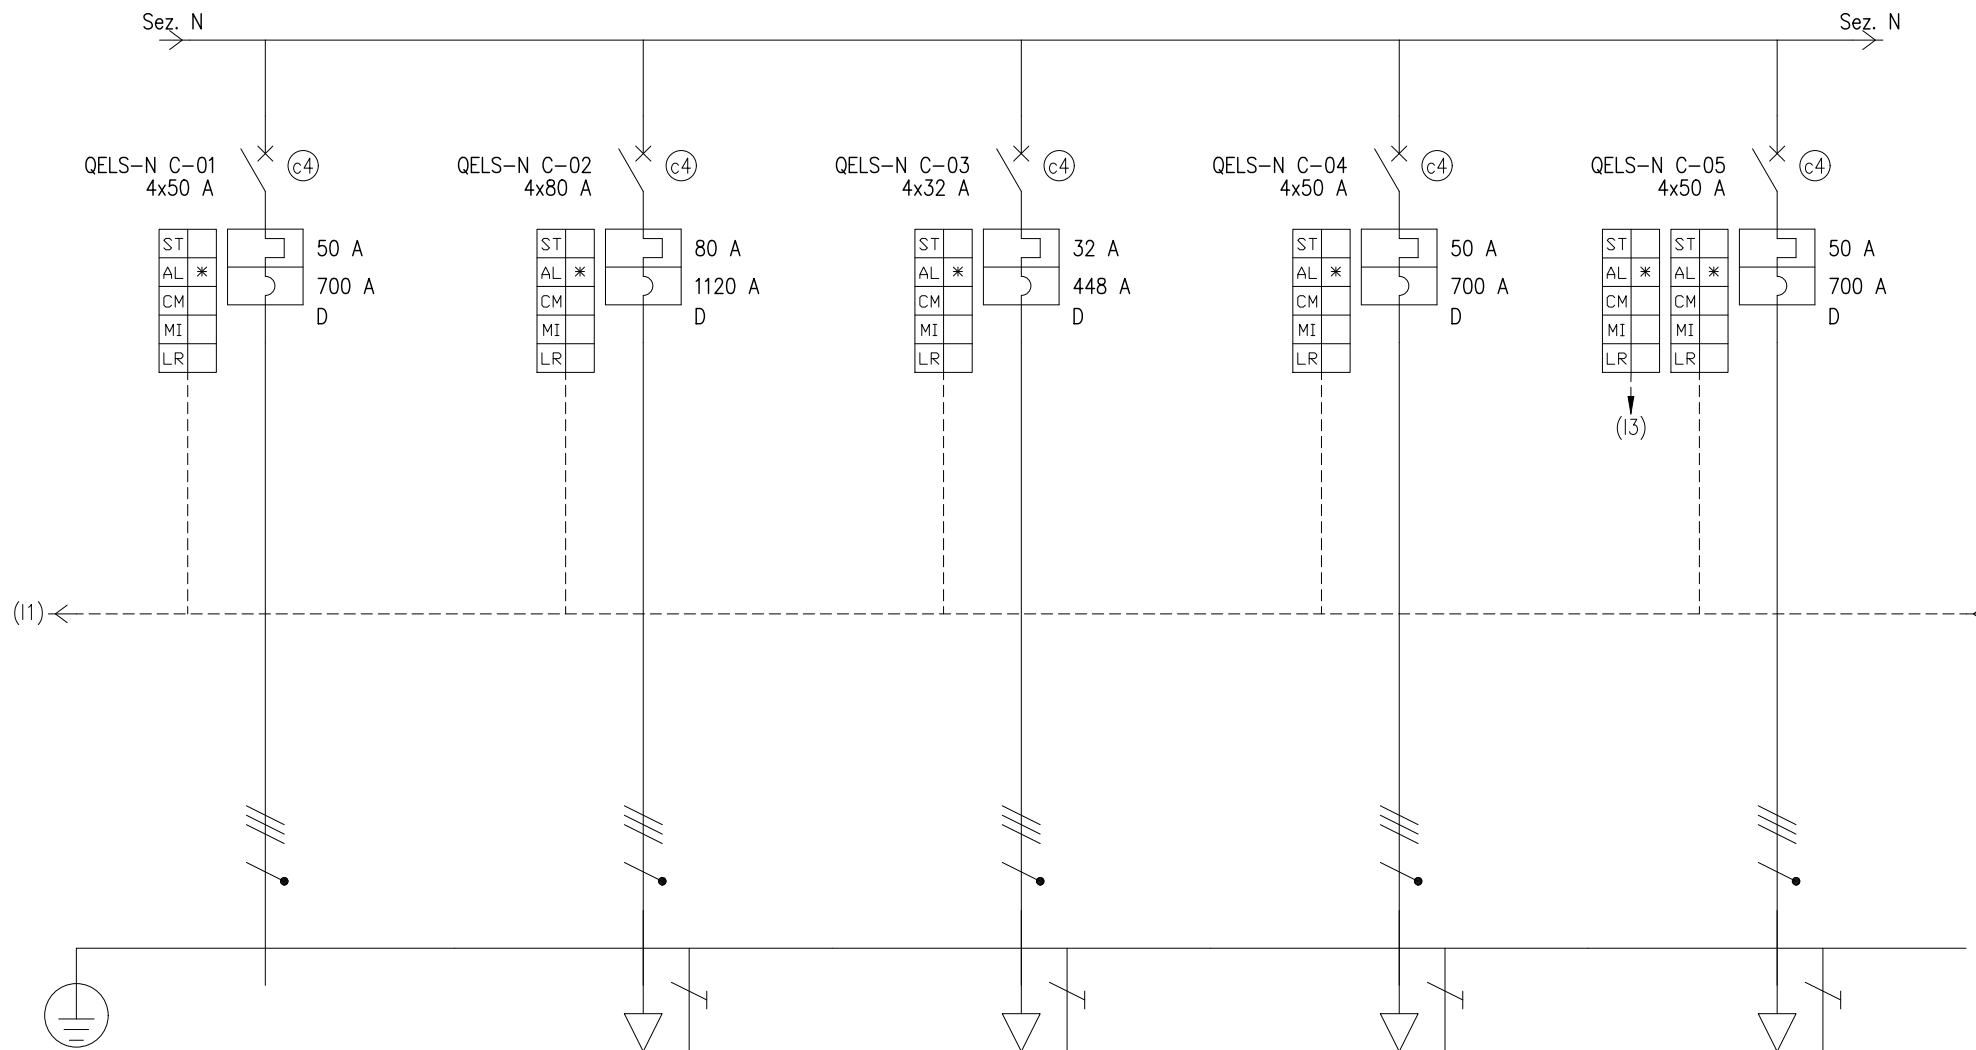 Sez. N
Sez. N
QELS-N C-01
4x50 A
c4
ST
AL *
CM
MI
LR
50 A
700 A
D
QELS-N C-02
4x80 A
c4
ST
AL *
CM
MI
LR
80 A
1120 A
D
QELS-N C-03
4x32 A
c4
ST
AL *
CM
MI
LR
32 A
448 A
D
QELS-N C-04
4x50 A
c4
ST
AL *
CM
MI
LR
50 A
700 A
D
QELS-N C-05
4x50 A
c4
ST
AL *
CM
MI
LR
ST
AL *
CM
MI
LR
50 A
700 A
D
(I3)
(I1)